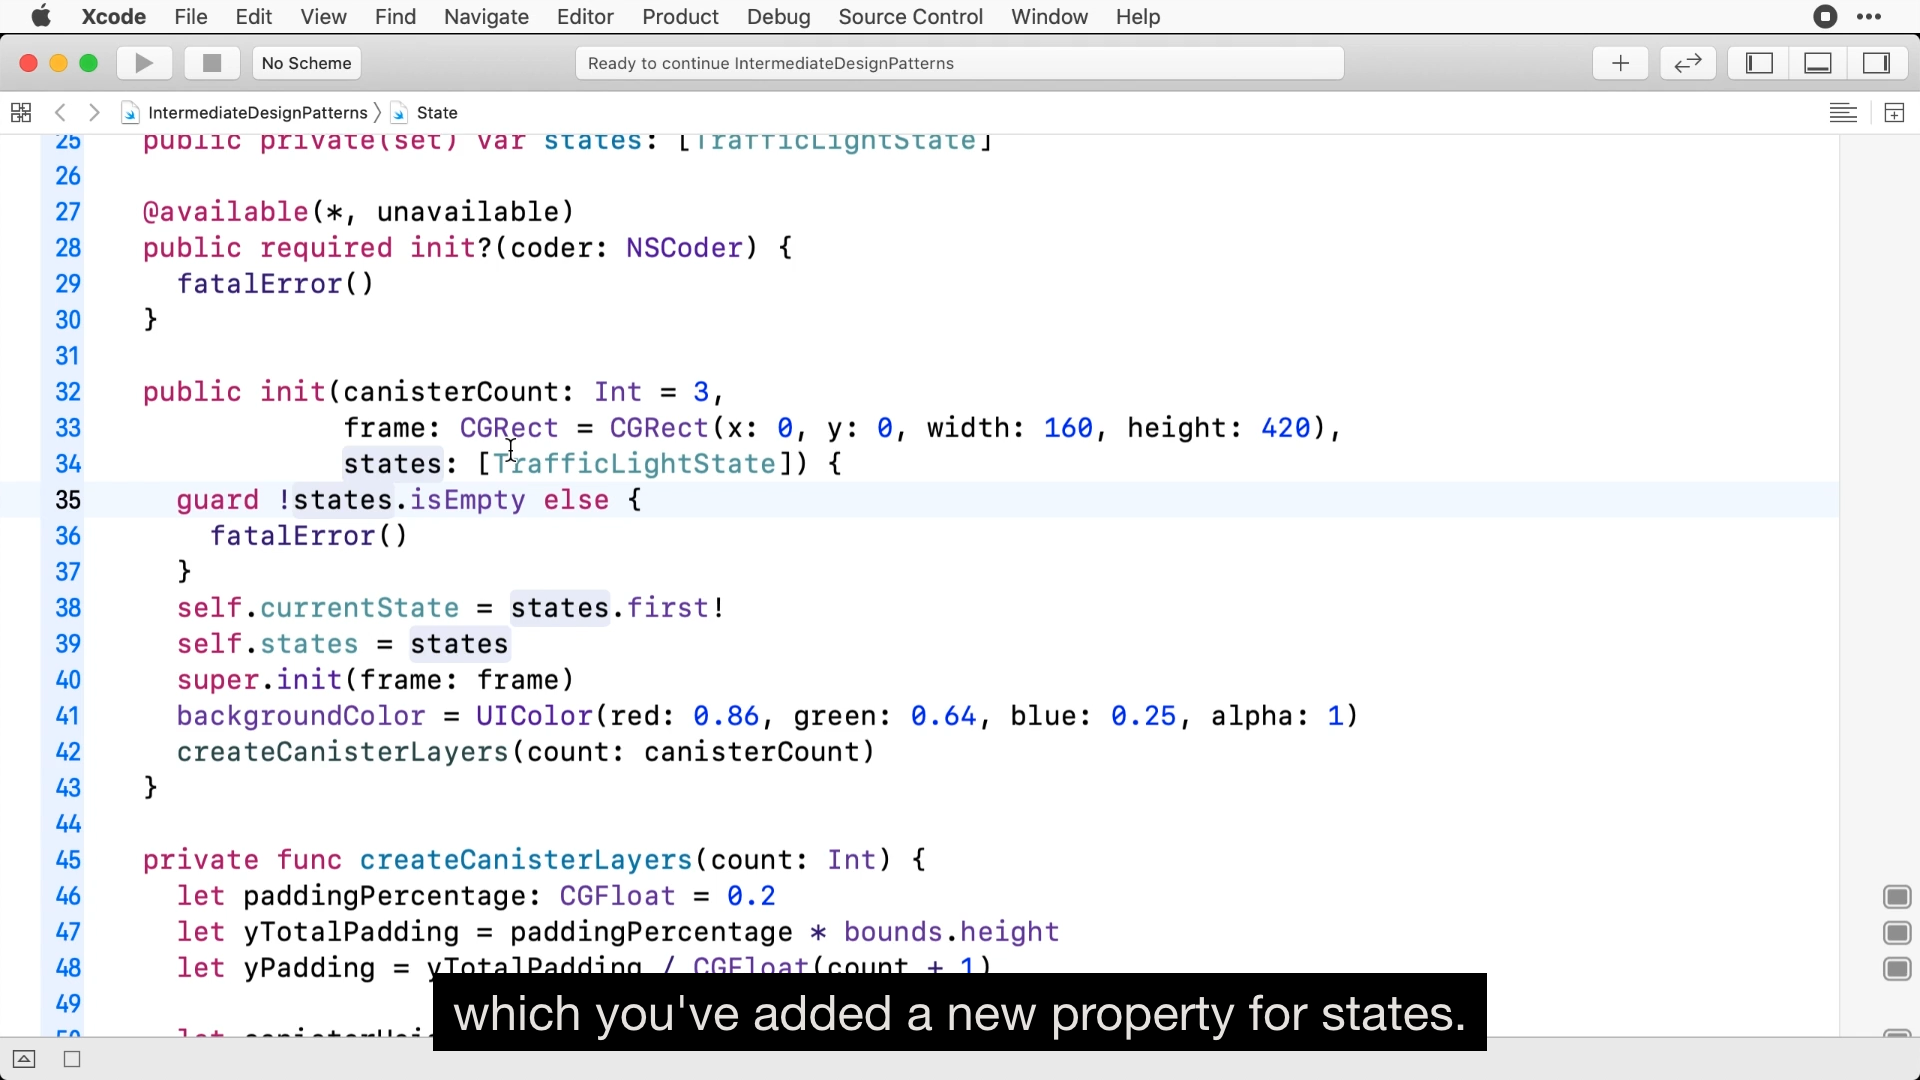 Xcode File Edit View Find Navigate Editor Product Debug Source Control Window Help
No Scheme
Ready to continue IntermediateDesignPatterns
IntermediateDesignPatterns State
25 public private(set) var states: [TrafficLightState]
26
27 @available(*, unavailable)
28 public required init?(coder: NSCoder) {
29 fatalError()
30 }
31
32 public init(canisterCount: Int = 3,
33 frame: CGRect = CGRect(x: 0, y: 0, width: 160, height: 420),
34 states: [TrafficLightState]) {
35 guard !states.isEmpty else {
36 fatalError()
37 }
38 self.currentState = states.first!
39 self.states = states
40 super.init(frame: frame)
41 backgroundColor = UIColor(red: 0.86, green: 0.64, blue: 0.25, alpha: 1)
42 createCanisterLayers(count: canisterCount)
43 }
44
45 private func createCanisterLayers(count: Int) {
46 let paddingPercentage: CGFloat = 0.2
47 let yTotalPadding = paddingPercentage * bounds.height
48 let yPadding = yTotalPadding / CGFloat(count + 1)
49
50 let
which you've added a new property for states.